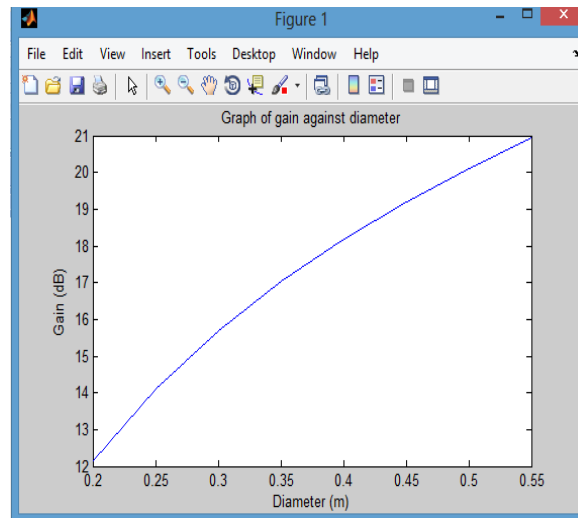 Figure 1
File Edit View Insert Tools Desktop Window Help
Graph of gain against diameter
21
20
19
18
17
16
15
14
13
12
Gain (dB)
0.2 0.25 0.3 0.35 0.4 0.45 0.5 0.55
Diameter (m)